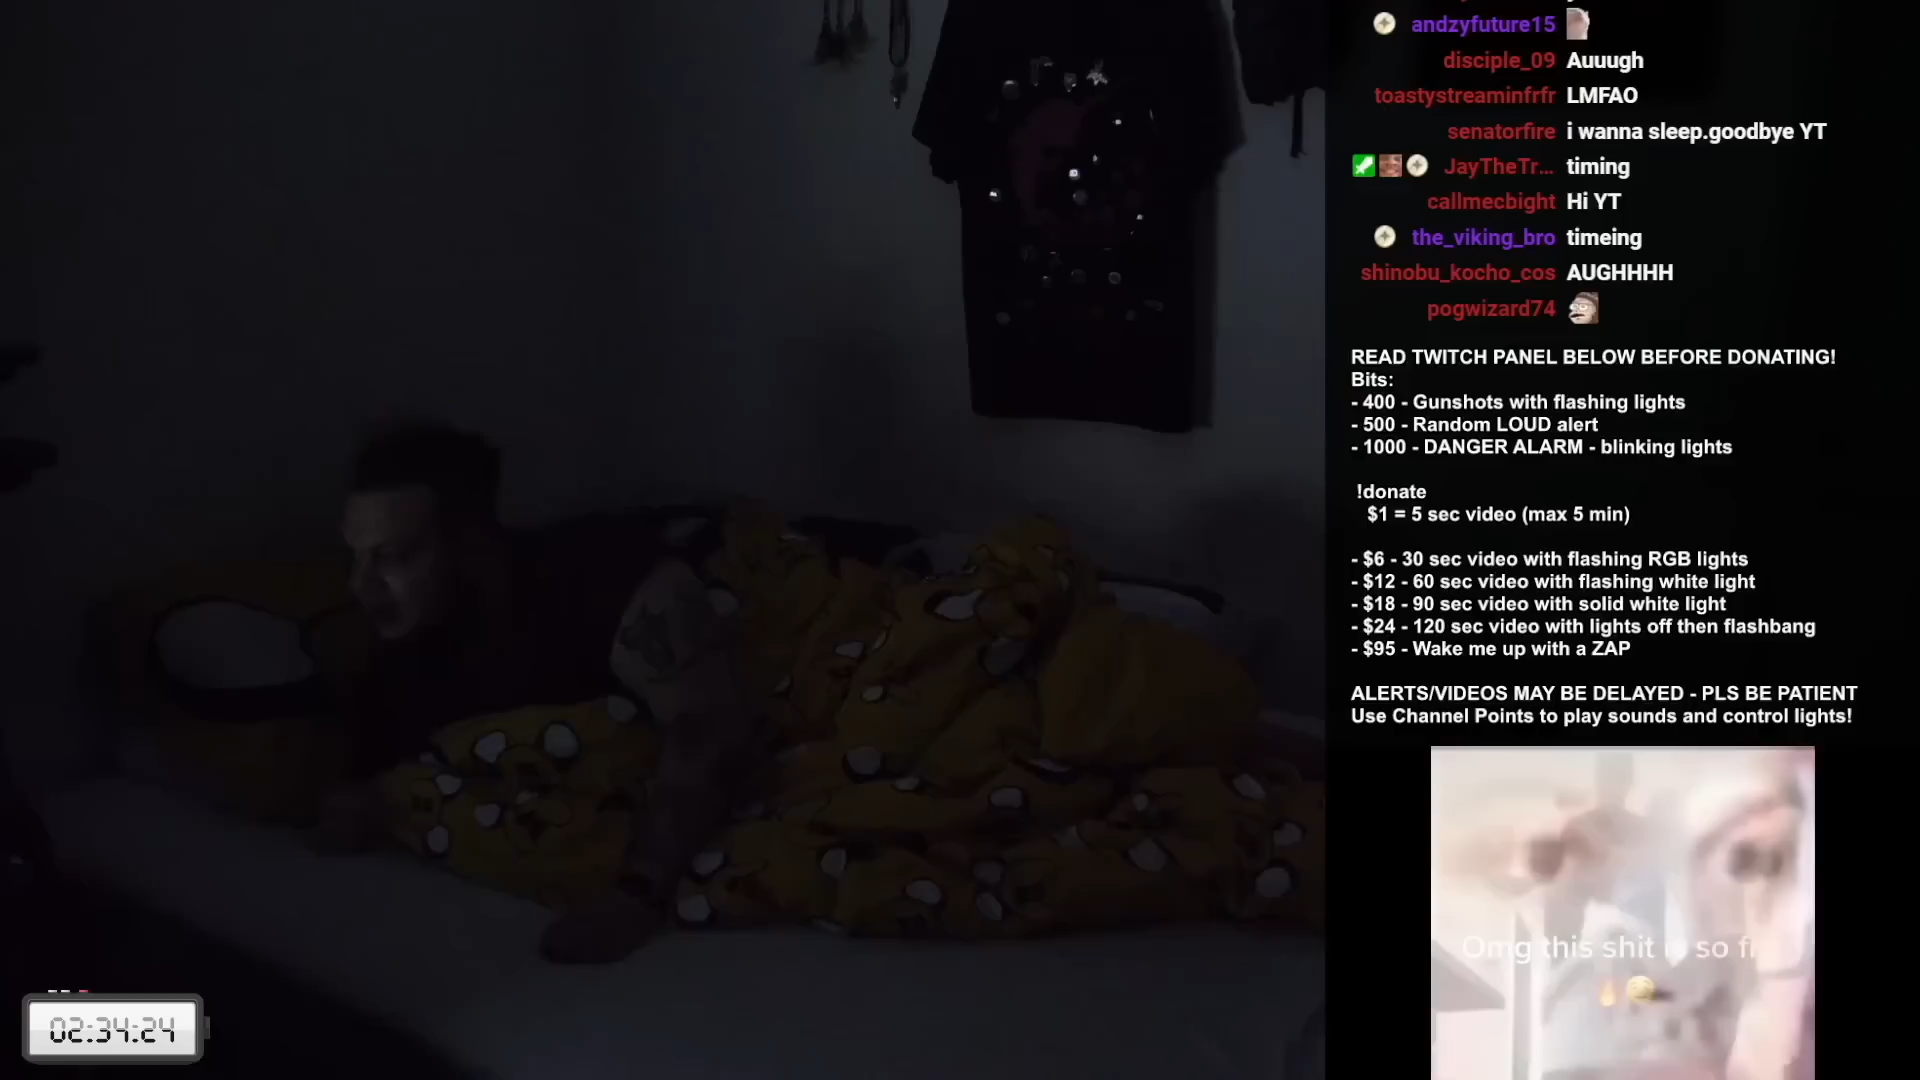 andzyfuture15
disciple_09 Auuugh
toastystreaminfrfr LMFAO
senatorfire i wanna sleep.goodbye YT
JayTheTr... timing
callmecbight Hi YT
the_viking_bro timeing
shinobu_kocho_cos AUGHHHH
pogwizard74
READ TWITCH PANEL BELOW BEFORE DONATING!
Bits:
- 400 - Gunshots with flashing lights
- 500 - Random LOUD alert
- 1000 - DANGER ALARM - blinking lights
!donate
$1 = 5 sec video (max 5 min)
- $6 - 30 sec video with flashing RGB lights
- $12 - 60 sec video with flashing white light
- $18 - 90 sec video with solid white light
- $24 - 120 sec video with lights off then flashbang
- $95 - Wake me up with a ZAP
ALERTS/VIDEOS MAY BE DELAYED - PLS BE PATIENT
Use Channel Points to play sounds and control lights!
Omg this shit is so
02:34:24